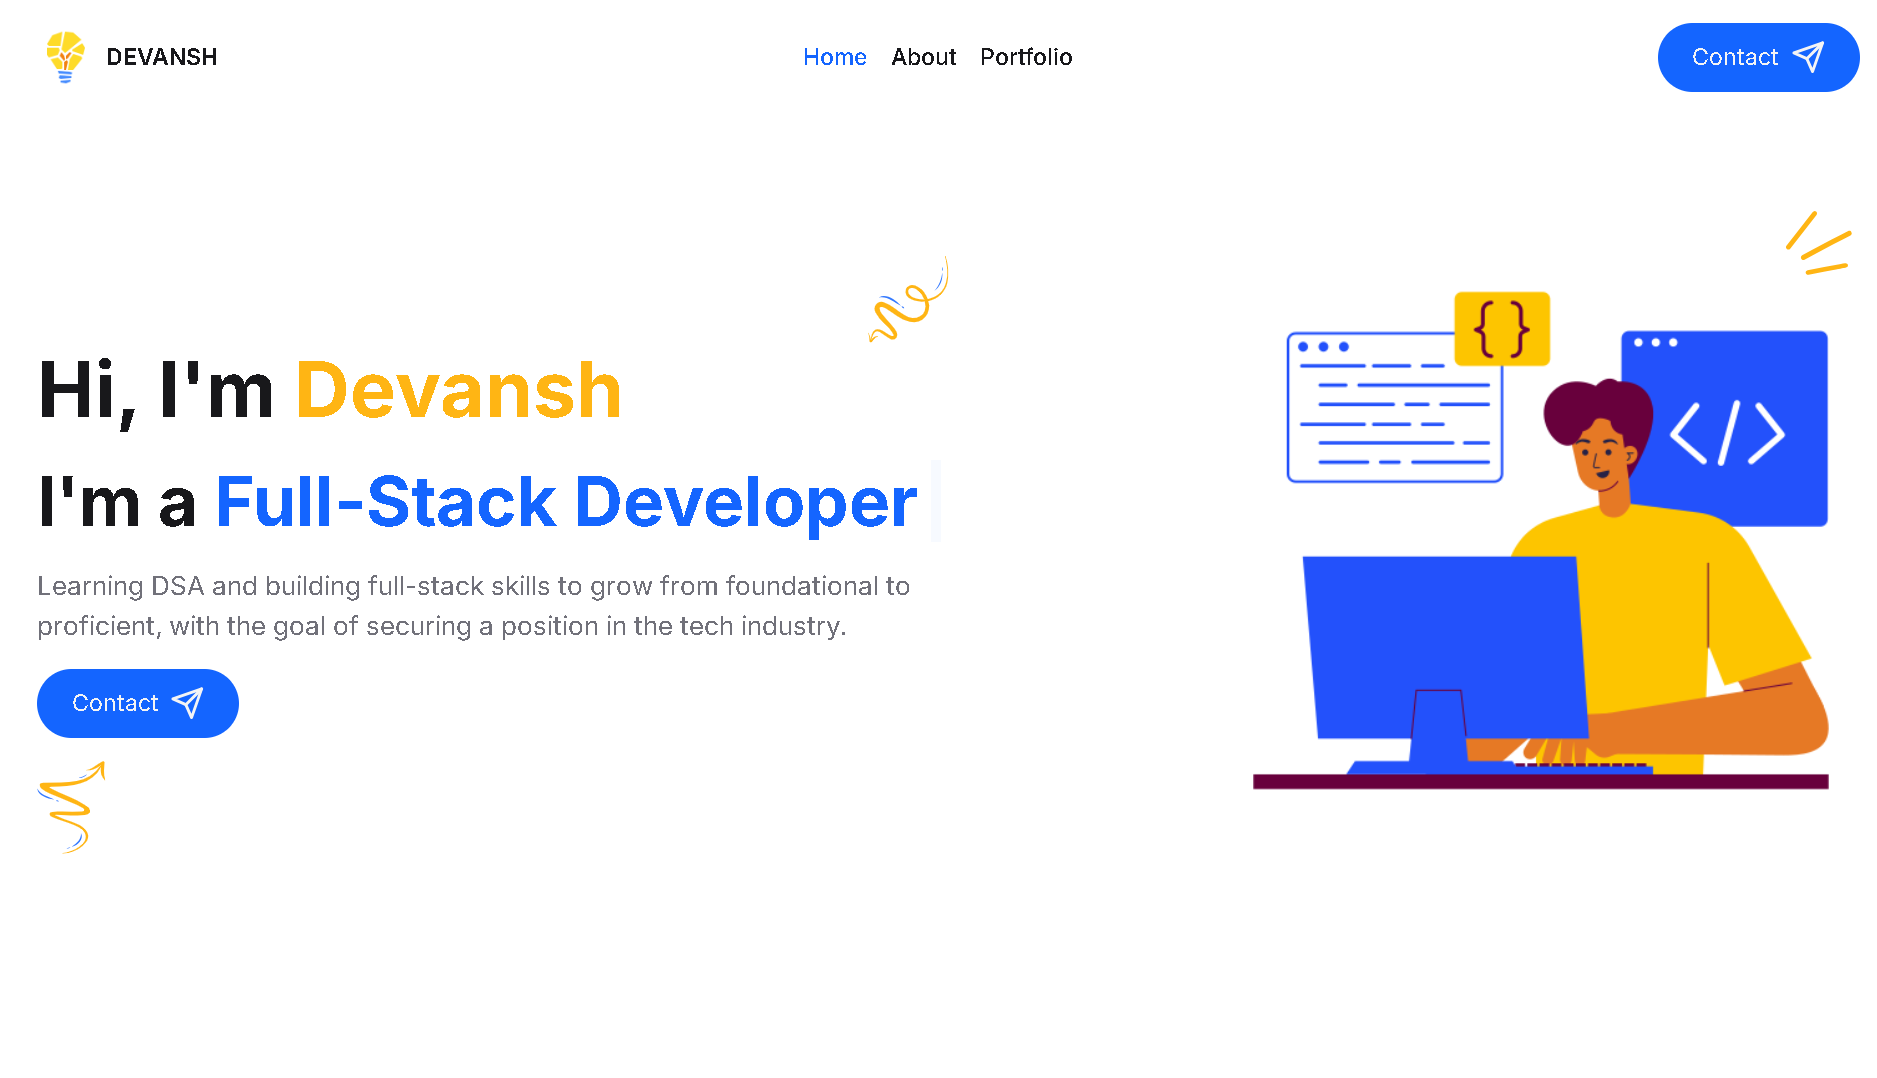 DEVANSH
Home About Portfolio
Contact
{ }
</>
Hi, I'm Devansh
I'm a Full-Stack Developer
Learning DSA and building full-stack skills to grow from foundational to
proficient, with the goal of securing a position in the tech industry.
Contact